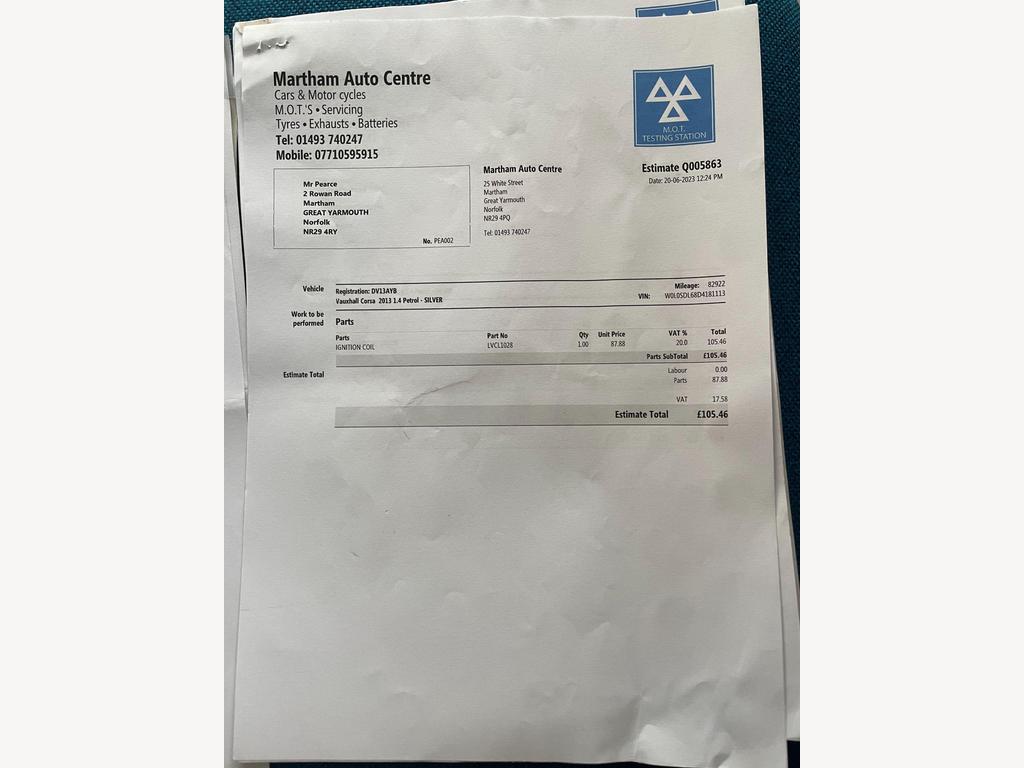 Martham Auto Centre
Cars & Motor cycles
M.O.T.'S • Servicing
Tyres • Exhausts • Batteries
Tel: 01493 740247
Mobile: 07710595915
M.O.T.
TESTING STATION
Mr Pearce
2 Rowan Road
Martham
GREAT YARMOUTH
Norfolk
NR29 4RY
No. PEA002
Martham Auto Centre
25 White Street
Martham
Great Yarmouth
Norfolk
NR29 4PQ
Tel: 01493 740247
Estimate Q005863
Date: 20-06-2023 12:24 PM
Vehicle Registration: DV13AYB Mileage: 82922
Vauxhall Corsa 2013 1.4 Petrol - SILVER VIN: W0L0SDL68D4181113
Work to be performed
Parts
Parts Part No Qty Unit Price VAT % Total
IGNITION COIL LVCL1028 1.00 87.88 20.0 105.46
Parts SubTotal £105.46
Estimate Total
Labour 0.00
Parts 87.88
VAT 17.58
Estimate Total £105.46